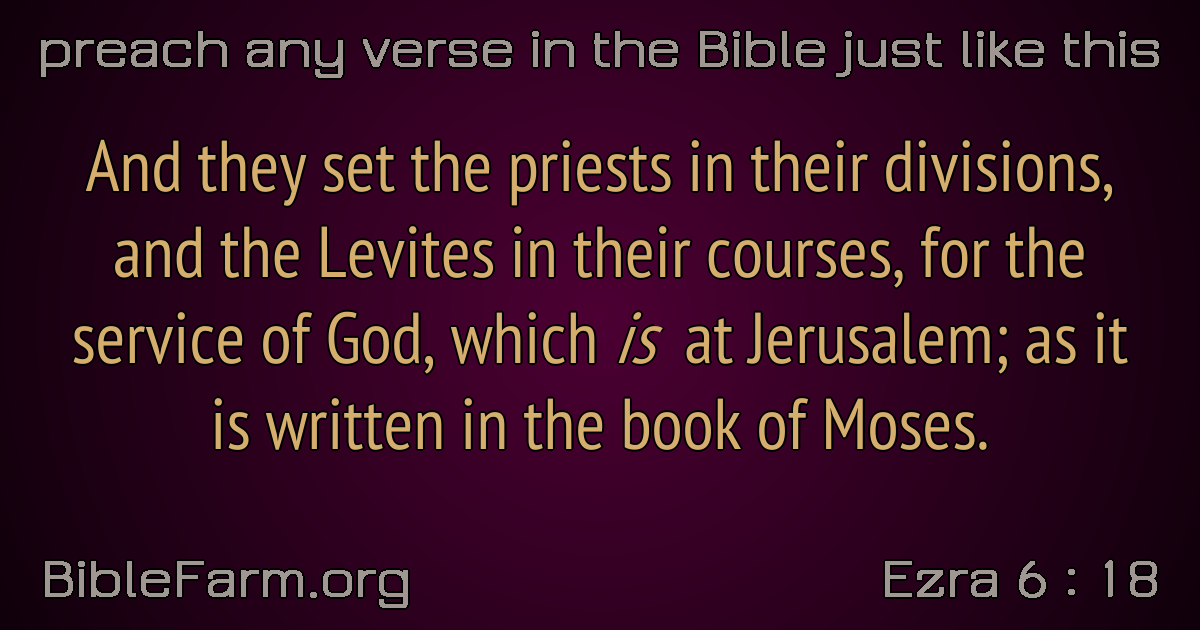 preach any verse in the Bible just like this
And they set the priests in their divisions,
and the Levites in their courses, for the
service of God, which is at Jerusalem; as it
is written in the book of Moses.
BibleFarm.org
Ezra 6 : 18